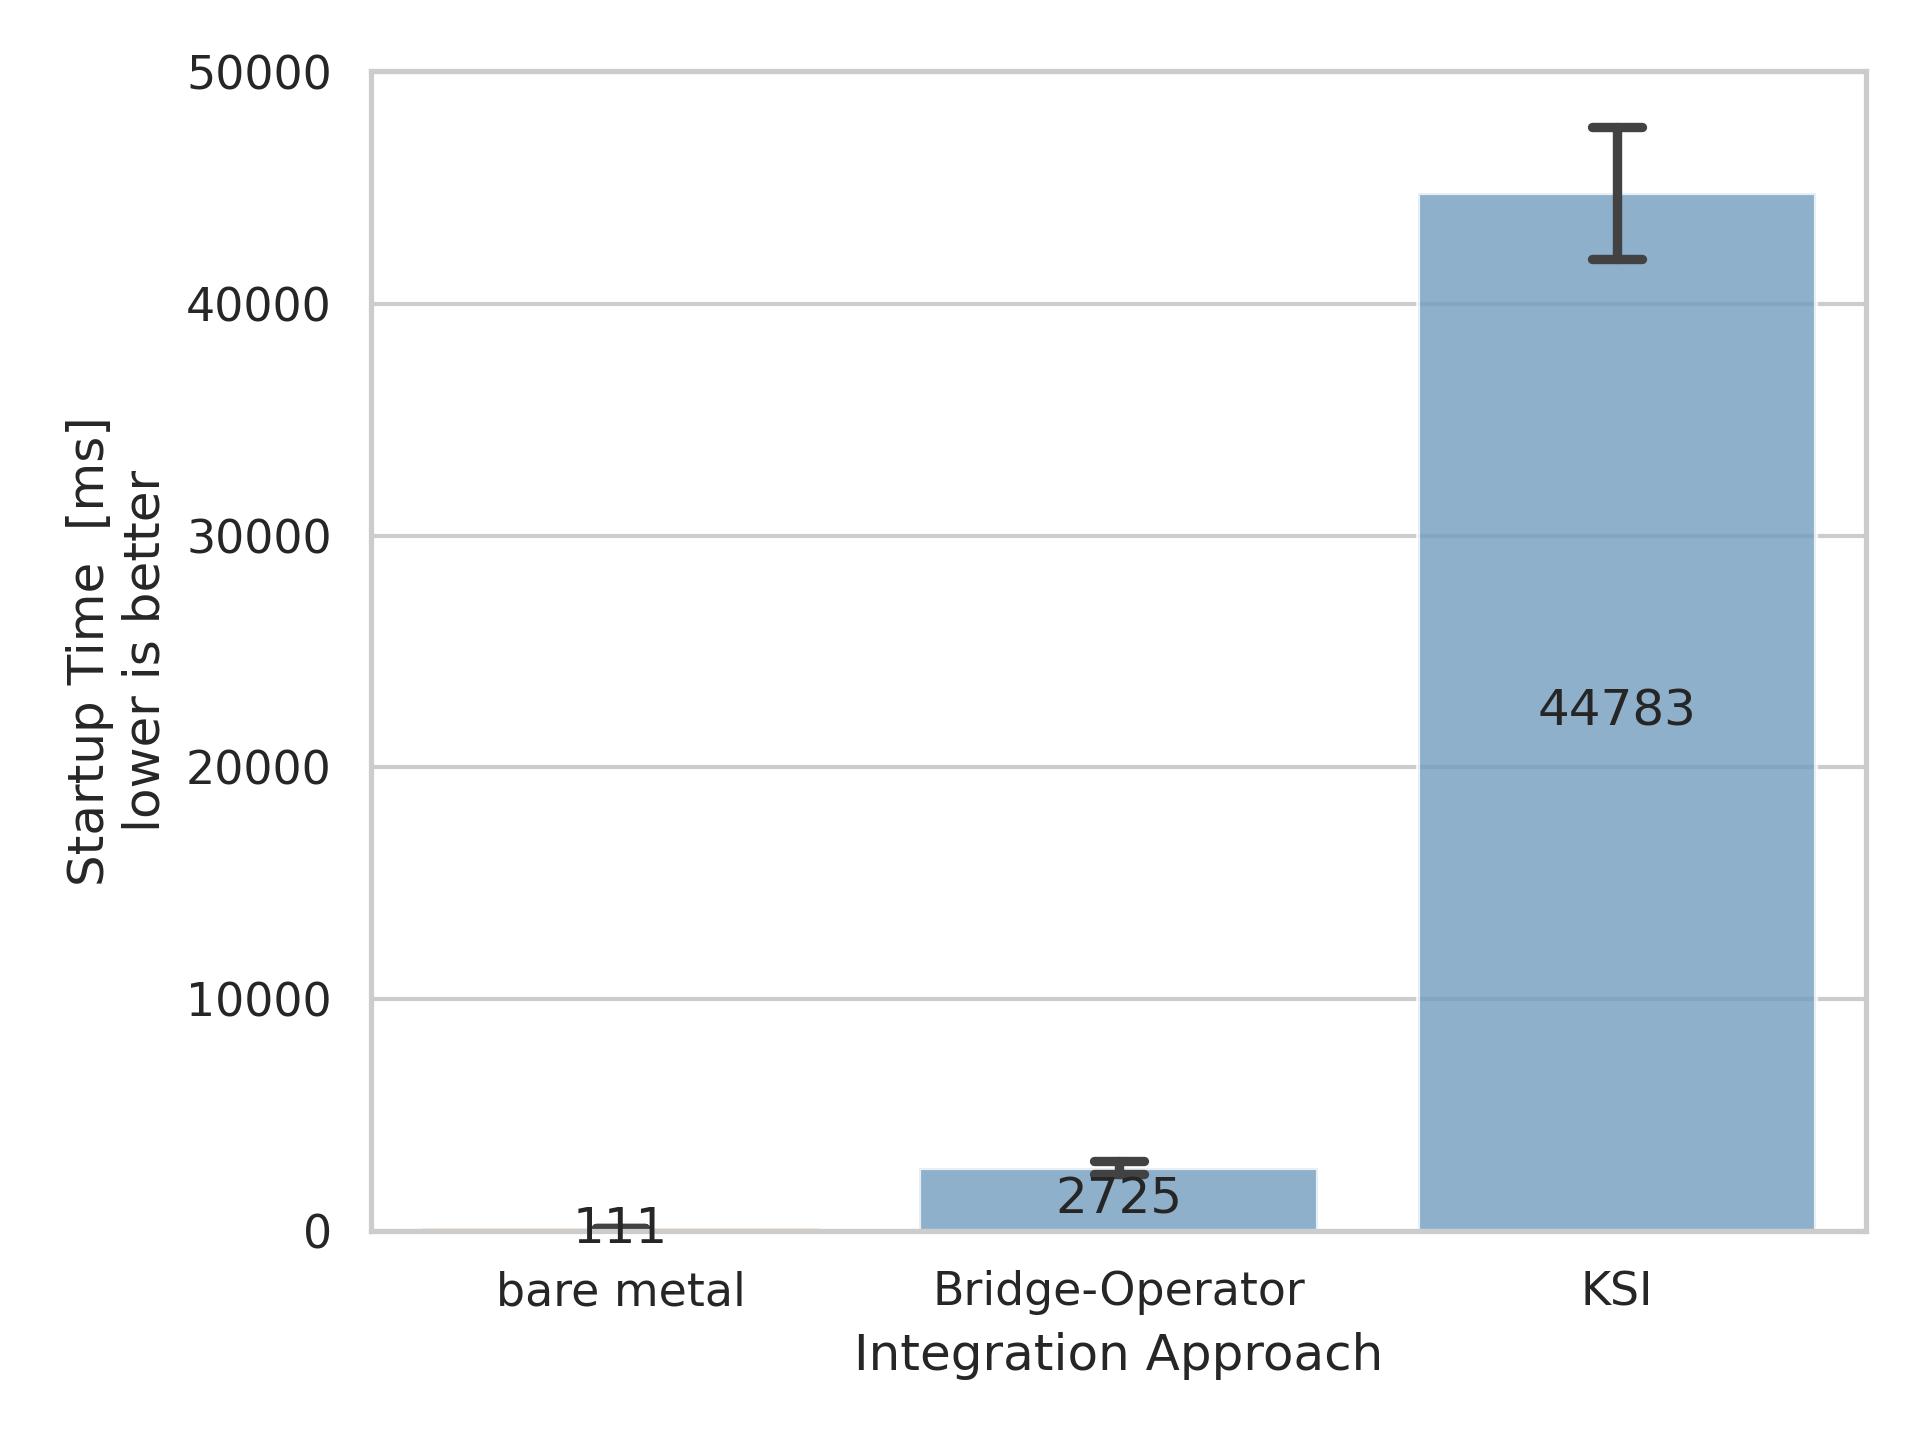 Startup Time  [ms]
lower is better
50000
40000
30000
20000
10000
0
111
2725
44783
bare metal
Bridge-Operator
KSI
Integration Approach